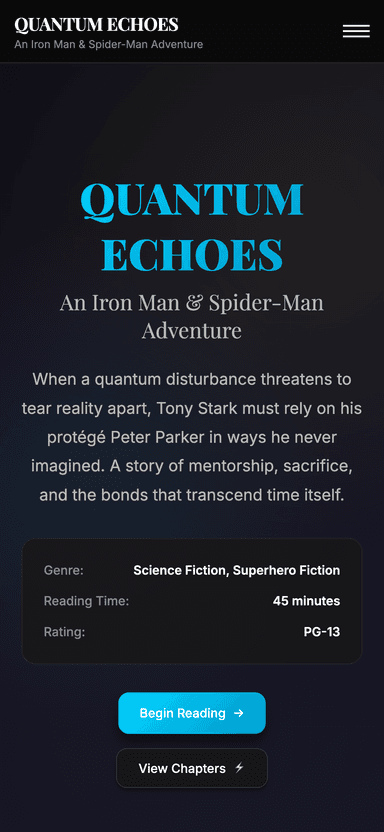 QUANTUM ECHOES
An Iron Man & Spider-Man Adventure
QUANTUM
ECHOES
An Iron Man & Spider-Man
Adventure
When a quantum disturbance threatens to
tear reality apart, Tony Stark must rely on his
protégé Peter Parker in ways he never
imagined. A story of mentorship, sacrifice,
and the bonds that transcend time itself.
Genre: Science Fiction, Superhero Fiction
Reading Time: 45 minutes
Rating: PG-13
Begin Reading →
View Chapters ⚡